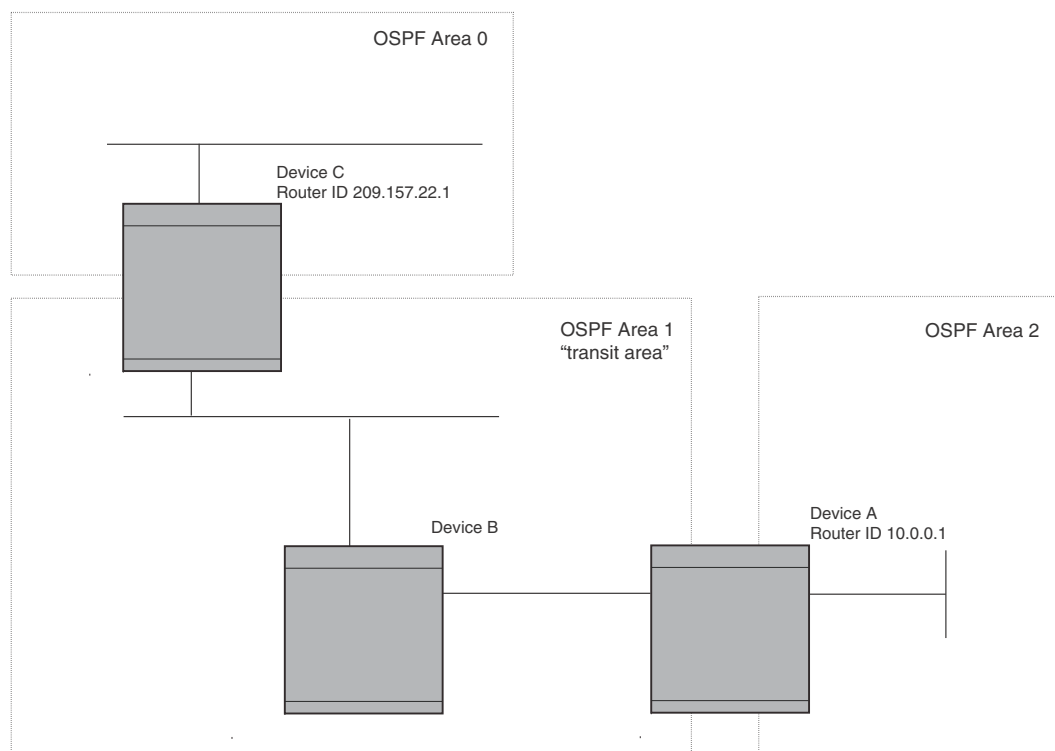 OSPF Area 0
Device C
Router ID 209.157.22.1
OSPF Area 1
“transit area”
OSPF Area 2
Device B
Device A
Router ID 10.0.0.1